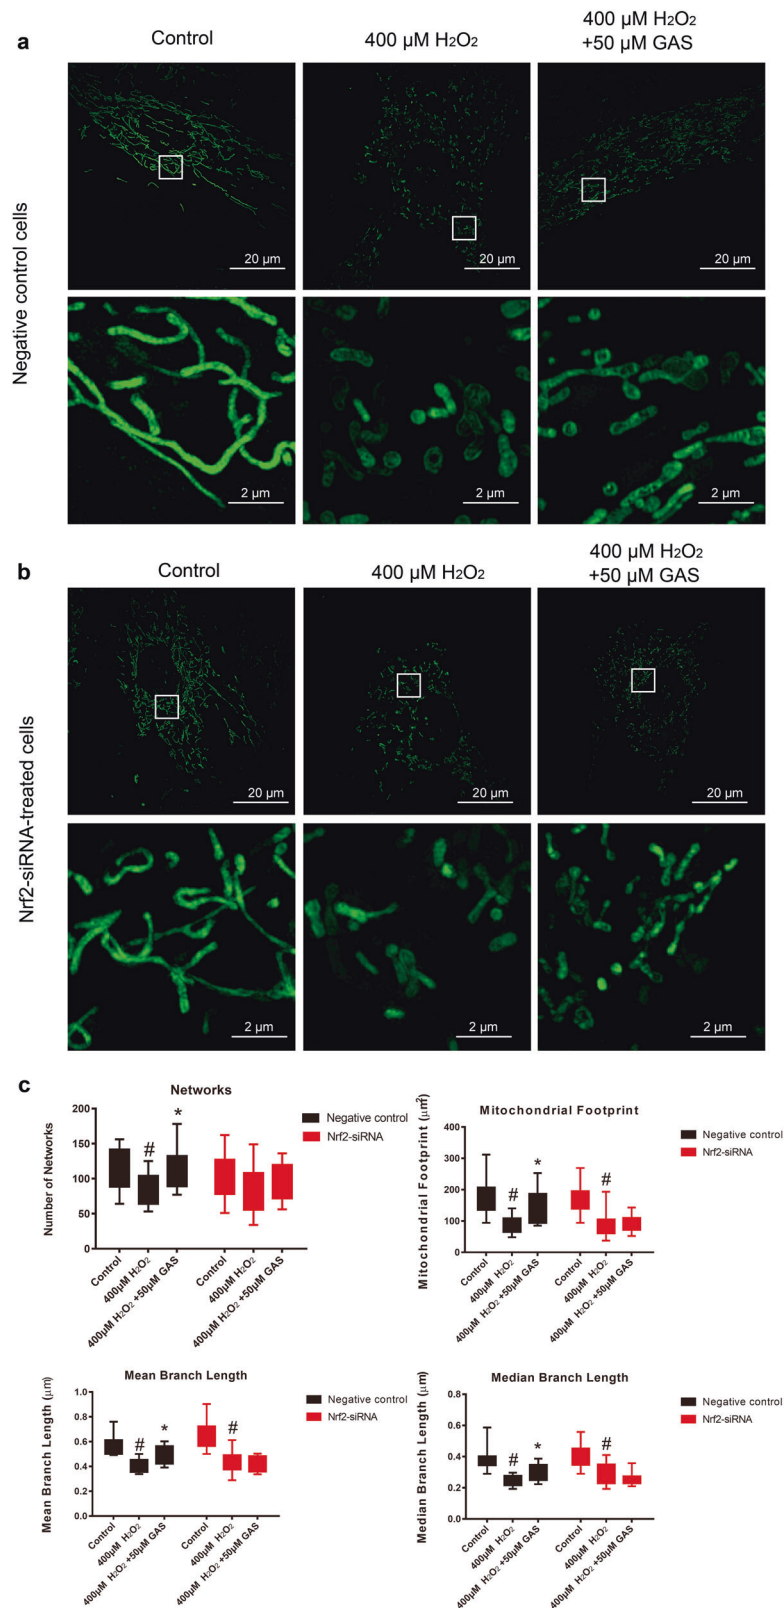 a
Control
400 µM H₂O₂
400 µM H₂O₂
+50 µM GAS
Negative control cells
20 µm
20 µm
20 µm
2 µm
2 µm
2 µm
b
Control
400 µM H₂O₂
400 µM H₂O₂
+50 µM GAS
Nrf2-siRNA-treated cells
20 µm
20 µm
20 µm
2 µm
2 µm
2 µm
c
Networks
Number of Networks
200
150
100
50
0
#
*
Negative control
Nrf2-siRNA
Control
400µM H₂O₂
400µM H₂O₂ +50µM GAS
Control
400µM H₂O₂
400µM H₂O₂ +50µM GAS
Mitochondrial Footprint
Mitochondrial Footprint (µm²)
400
300
200
100
0
#
*
#
Negative control
Nrf2-siRNA
Control
400µM H₂O₂
400µM H₂O₂ +50µM GAS
Control
400µM H₂O₂
400µM H₂O₂ +50µM GAS
Mean Branch Length
Mean Branch Length (µm)
1.0
0.8
0.6
0.4
0.2
0.0
#
*
#
Negative control
Nrf2-siRNA
Control
400µM H₂O₂
400µM H₂O₂ +50µM GAS
Control
400µM H₂O₂
400µM H₂O₂ +50µM GAS
Median Branch Length
Median Branch Length (µm)
0.8
0.6
0.4
0.2
0.0
#
*
#
Negative control
Nrf2-siRNA
Control
400µM H₂O₂
400µM H₂O₂ +50µM GAS
Control
400µM H₂O₂
400µM H₂O₂ +50µM GAS